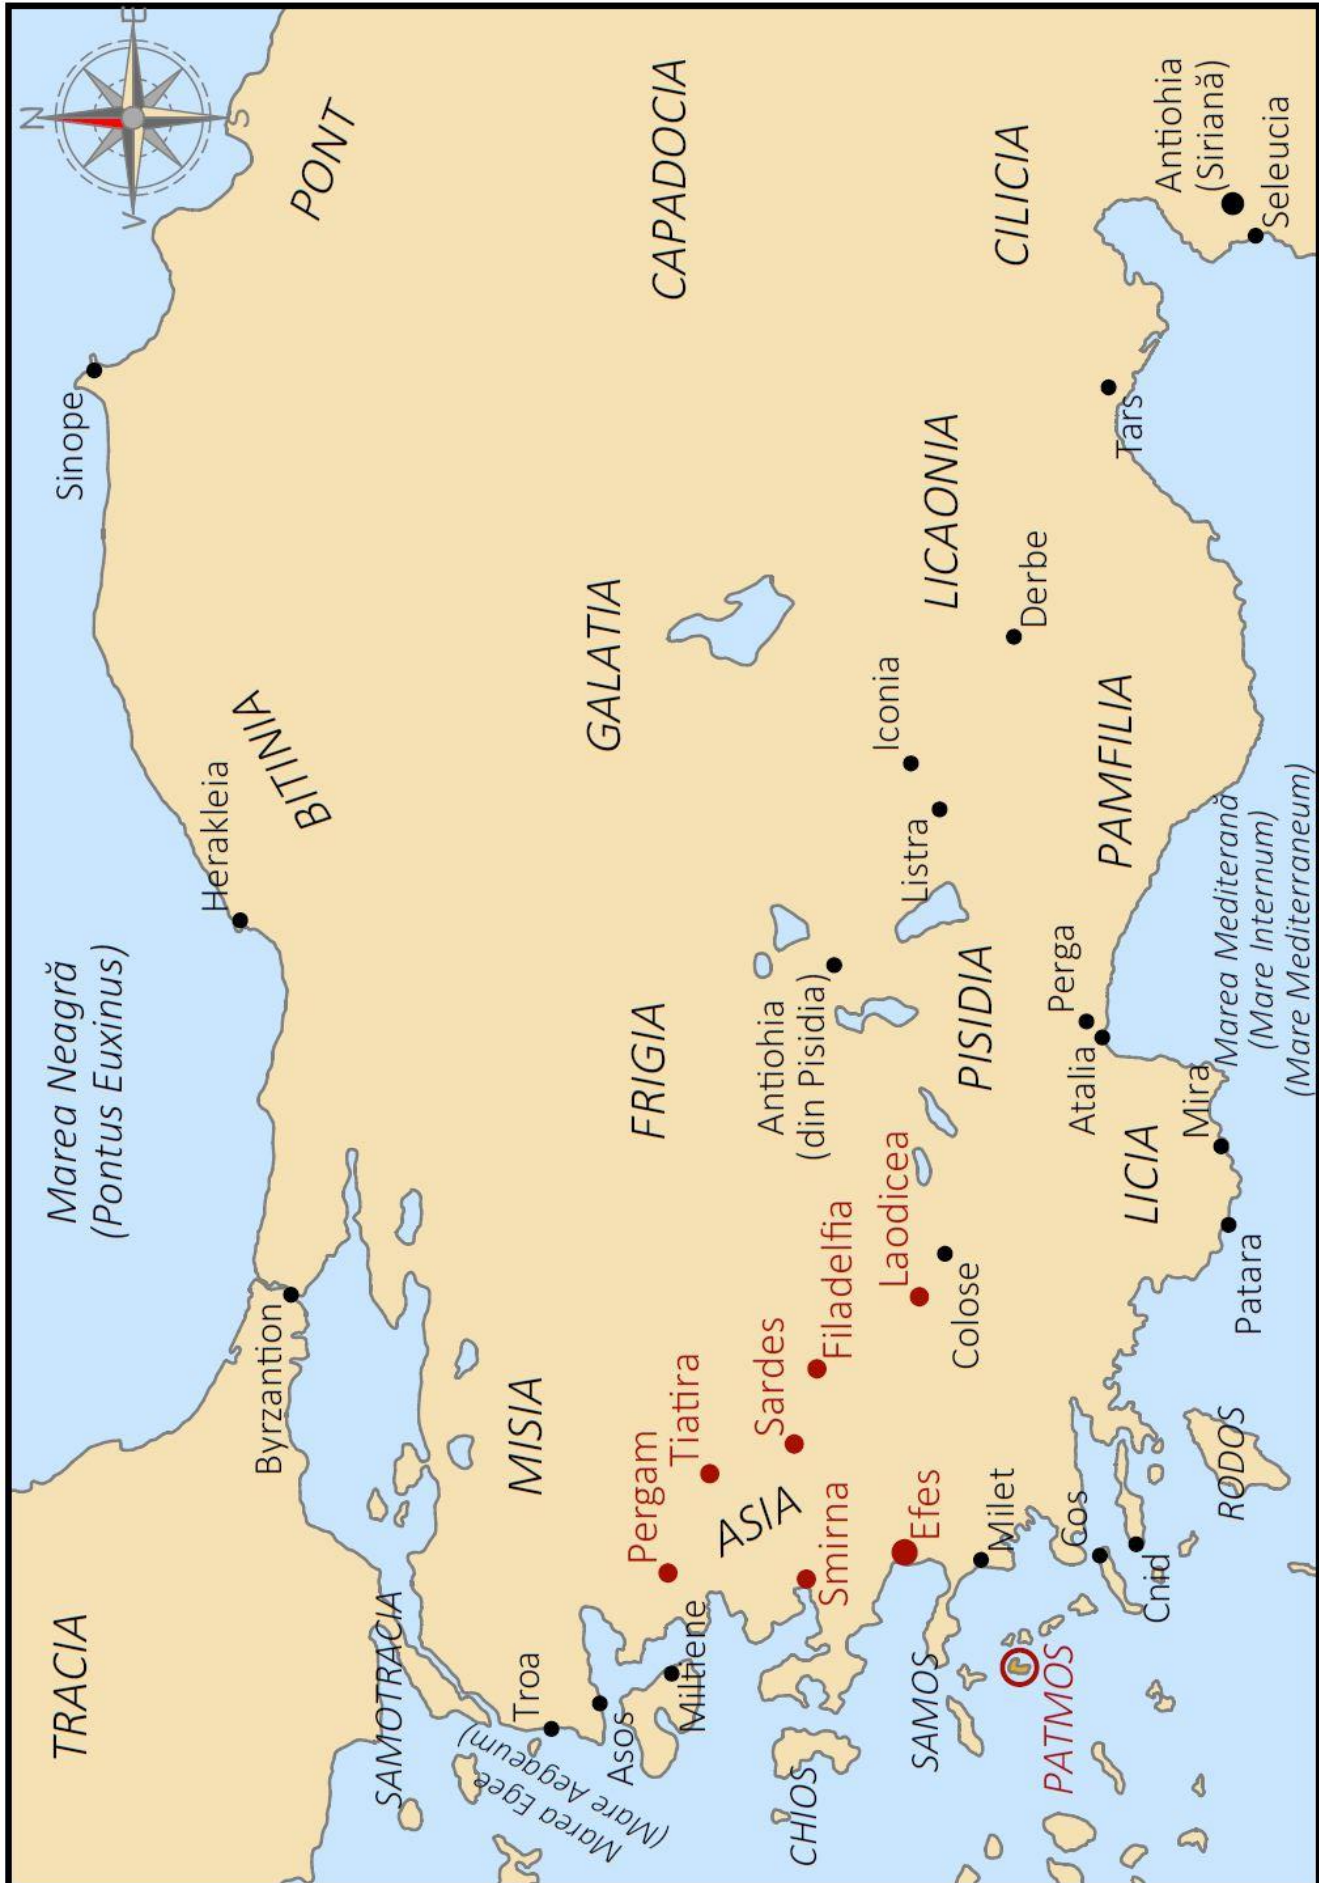 N
E
S
V
Marea Neagră
(Pontus Euxinus)
TRACIA
Sinope
Herakleia
BITINIA
PONT
Byrzantion
SAMOTRACIA
Marea Egee
(Mare Aegaeum)
Troa
Asos
Miltiene
MISIA
FRIGIA
GALATIA
CAPADOCIA
Pergam
Tiatira
ASIA
Sardes
Smirna
Filadelfia
Laodicea
Colose
Efes
Milet
Antiohia
(din Pisidia)
PISIDIA
Listra
Iconia
LICAONIA
Derbe
CILICIA
Tars
Antiohia
(Siriană)
Seleucia
CHIOS
SAMOS
PATMOS
Cos
Cnid
RODOS
Patara
LICIA
Mira
Atalia
Perga
PAMFILIA
Marea Mediterană
(Mare Internum)
(Mare Mediterraneum)